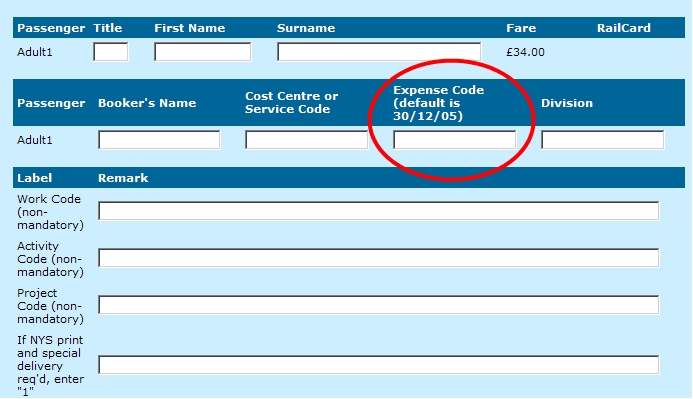 Passenger Title First Name Surname Fare RailCard
Adult1 £34.00
Passenger Booker's Name Cost Centre or Service Code Expense Code (default is 30/12/05) Division
Adult1
Label Remark
Work Code
(non-
mandatory)
Activity
Code (non-
mandatory)
Project
Code (non-
mandatory)
If NYS print
and special
delivery
req'd, enter
"1"